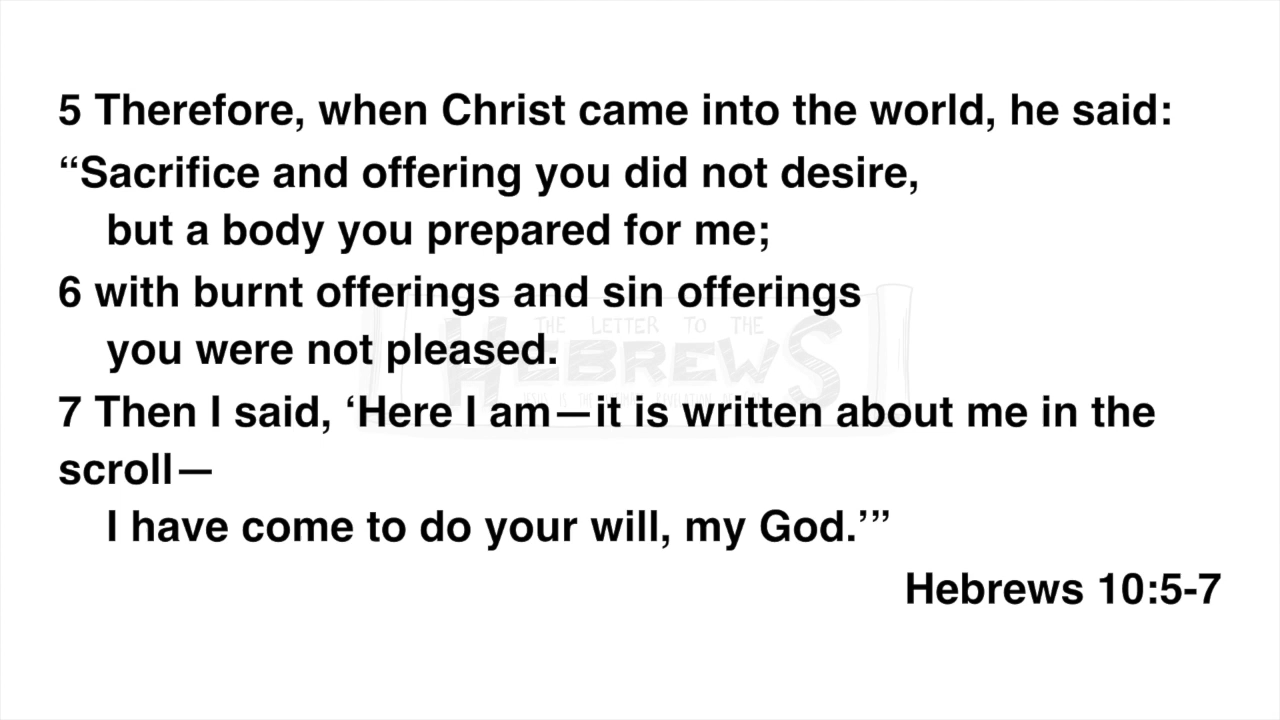 5 Therefore, when Christ came into the world, he said:
“Sacrifice and offering you did not desire,
but a body you prepared for me;
6 with burnt offerings and sin offerings
THE LETTER TO THE
HEBREWS
you were not pleased.
7 Then I said, ‘Here I am—it is written about me in the
scroll—
I have come to do your will, my God.’”
Hebrews 10:5-7